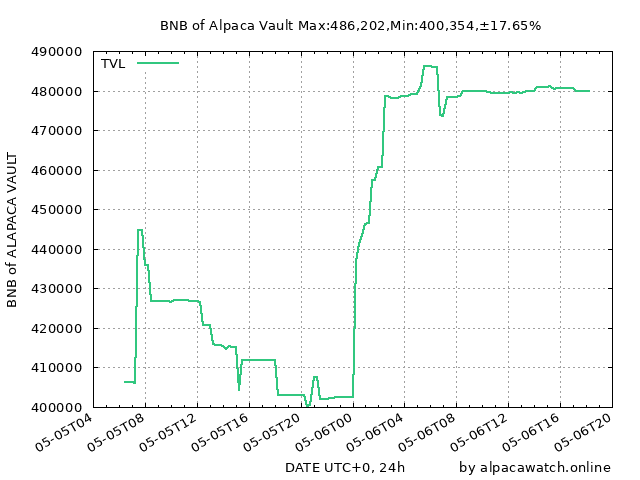 BNB of Alpaca Vault Max:486,202,Min:400,354,±17.65%
TVL
490000
480000
470000
460000
450000
440000
430000
420000
410000
400000
BNB of ALAPACA VAULT
05-05T04
05-05T08
05-05T12
05-05T16
05-05T20
05-06T00
05-06T04
05-06T08
05-06T12
05-06T16
05-06T20
DATE UTC+0, 24h
by alpacawatch.online